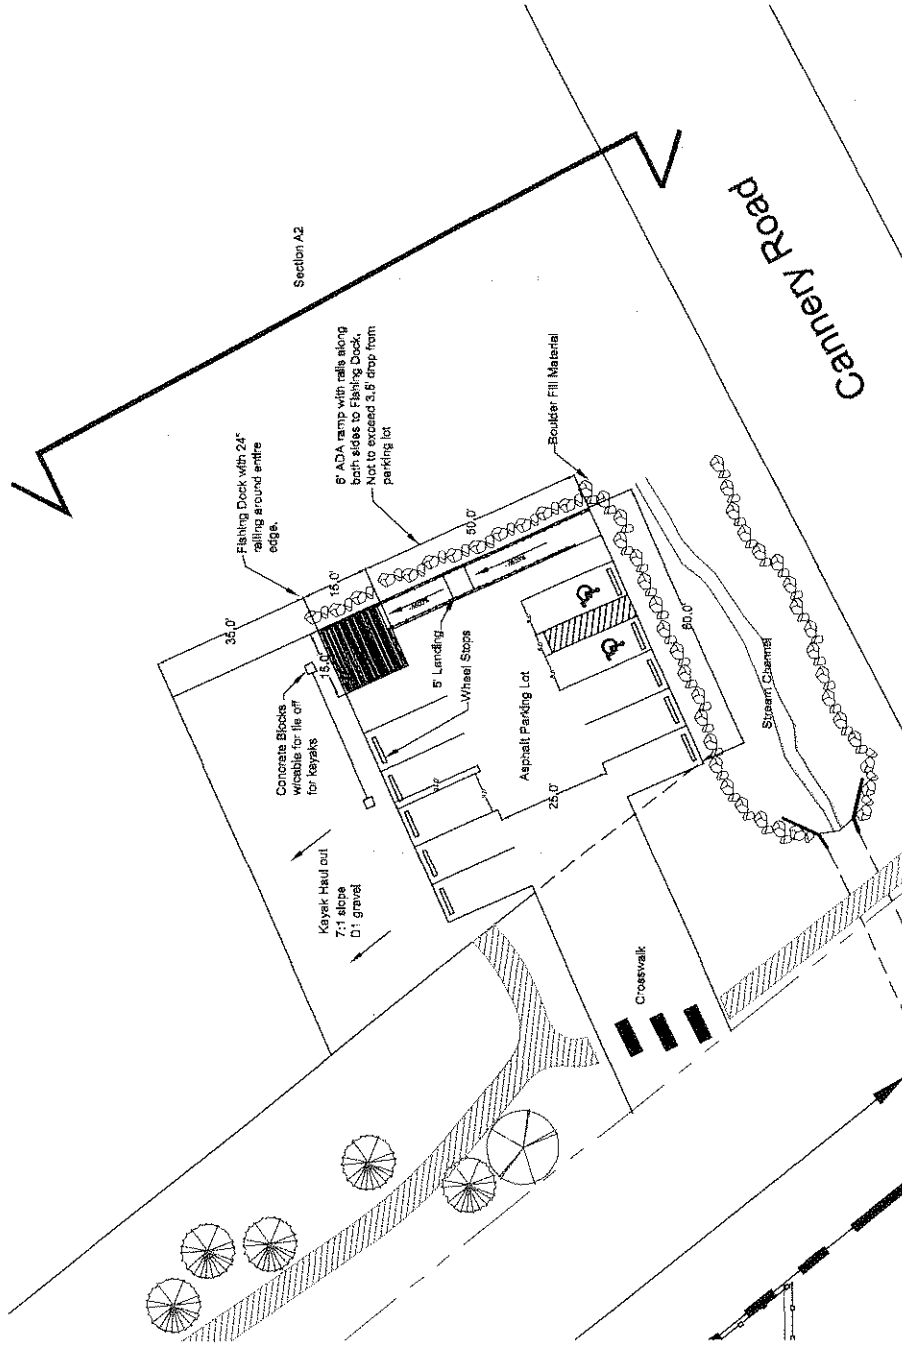 Cannery Road
Section A2
Fishing Dock with 24"
railing around entire
edge.
6' ADA ramp with rails along
both sides to Fishing Dock,
Not to exceed 3.5' drop from
parking lot
Boulder Fill Material
35.0'
15.0'
50.0'
15.0'
5' Landing
Wheel Stops
Concrete Blocks
w/cable for tie off
for kayaks
Kayak Haul out
7:1 slope
D1 gravel
Asphalt Parking Lot
25.0'
60.0'
Stream Channel
Crosswalk